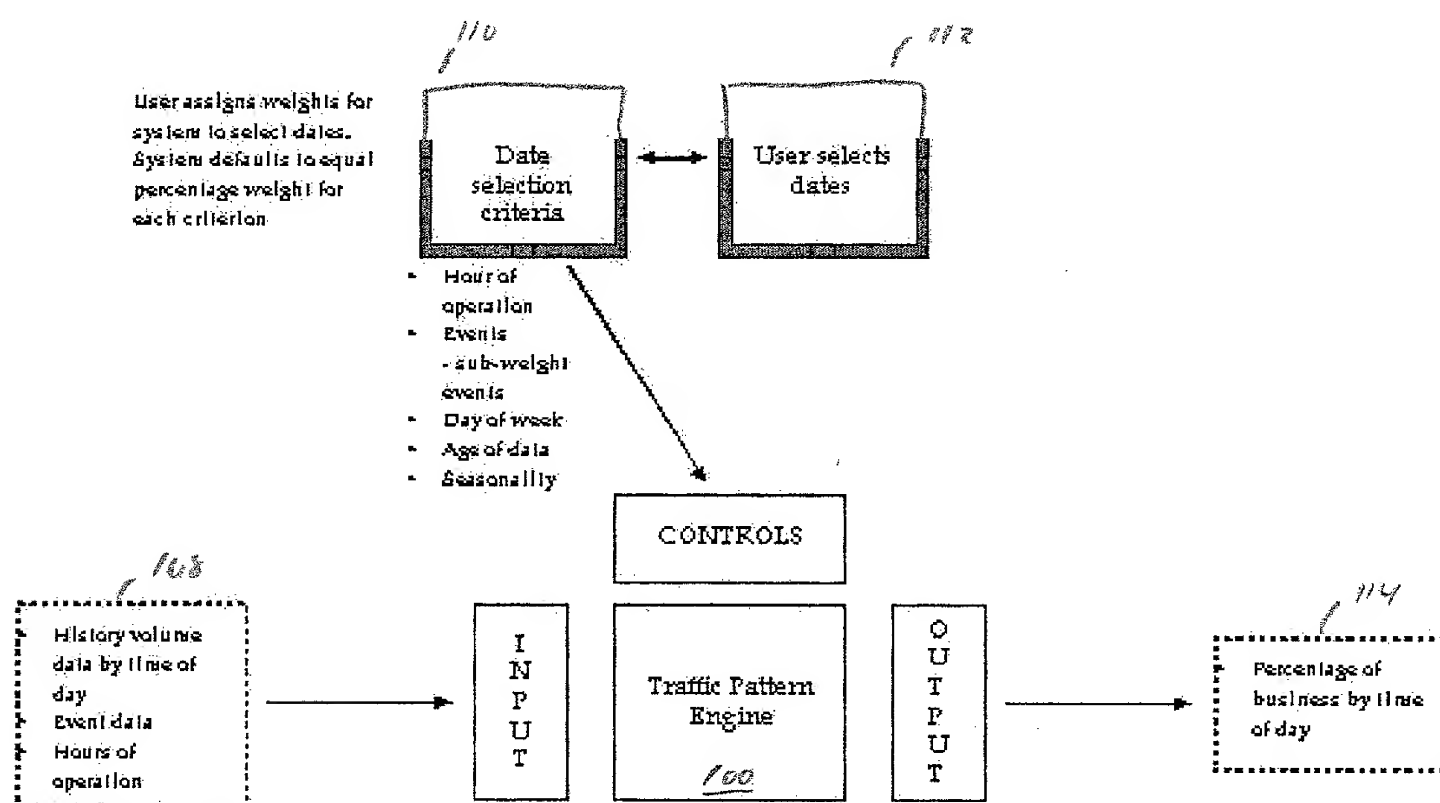 110
112
User assigns weights for
system to select dates.
System defaults to equal
percentage weight for
each criterion
Date
selection
criteria
User selects
dates
• Hour of
operation
• Events
- sub-weight
events
• Day of week
• Age of data
• Seasonality
CONTROLS
108
History volume
data by time of
day
Event data
Hours of
operation
INPUT
Traffic Pattern
Engine
100
OUTPUT
114
Percentage of
business by time
of day